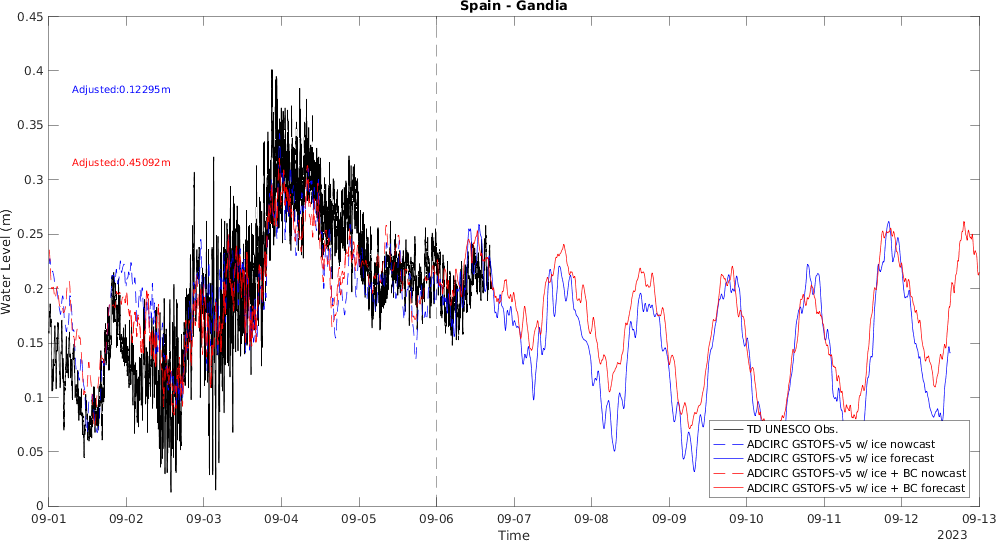 Spain - Gandia
0.45
0.4
0.35
0.3
0.25
0.2
0.15
0.1
0.05
0
Water Level (m)
Adjusted:0.12295m
Adjusted:0.45092m
TD UNESCO Obs.
ADCIRC GSTOFS-v5 w/ ice nowcast
ADCIRC GSTOFS-v5 w/ ice forecast
ADCIRC GSTOFS-v5 w/ ice + BC nowcast
ADCIRC GSTOFS-v5 w/ ice + BC forecast
09-01 09-02 09-03 09-04 09-05 09-06 09-07 09-08 09-09 09-10 09-11 09-12 09-13
Time
2023